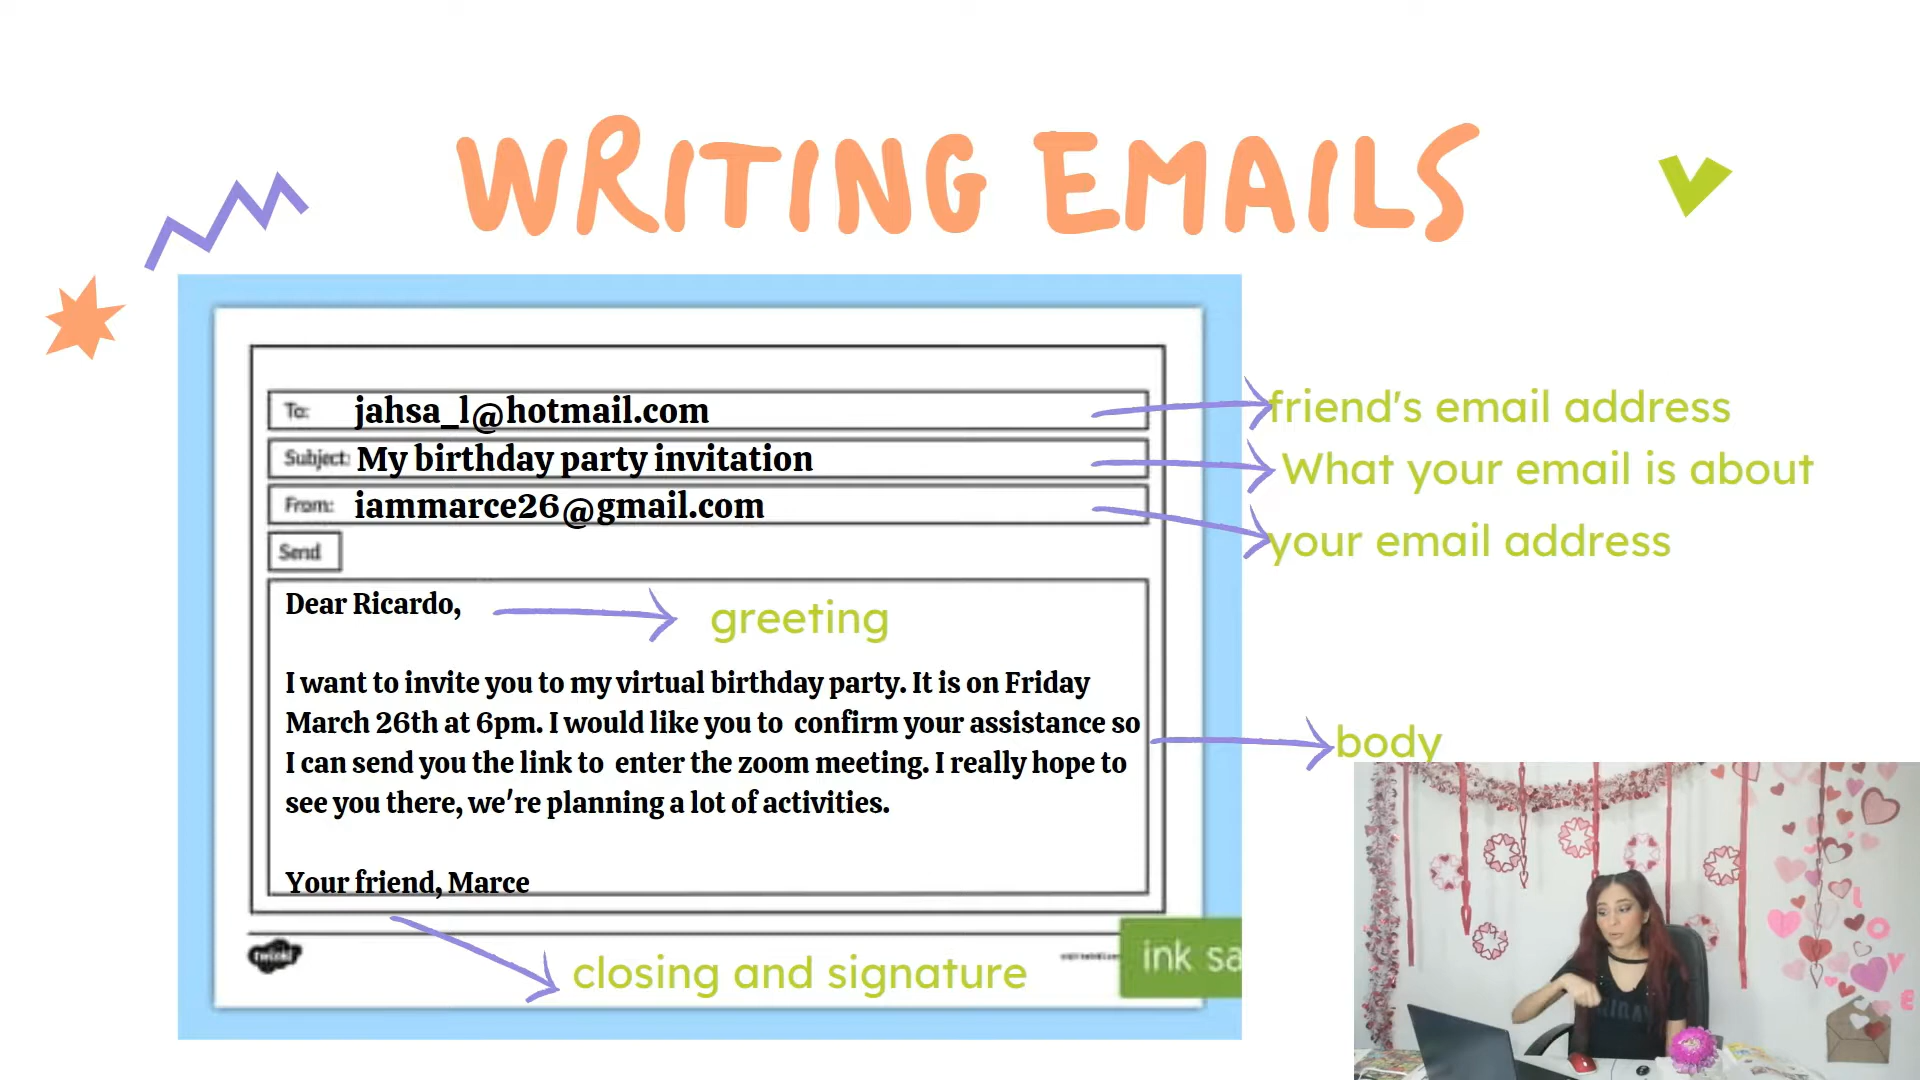 WRITING EMAILS
To: jahsa_l@hotmail.com
friend's email address
Subject: My birthday party invitation
What your email is about
From: iammarce26@gmail.com
your email address
Send
Dear Ricardo,
greeting
I want to invite you to my virtual birthday party. It is on Friday
March 26th at 6pm. I would like you to confirm your assistance so
I can send you the link to enter the zoom meeting. I really hope to
see you there, we're planning a lot of activities.
body
Your friend, Marce
closing and signature
twinkl
ink sa
L
O
V
E